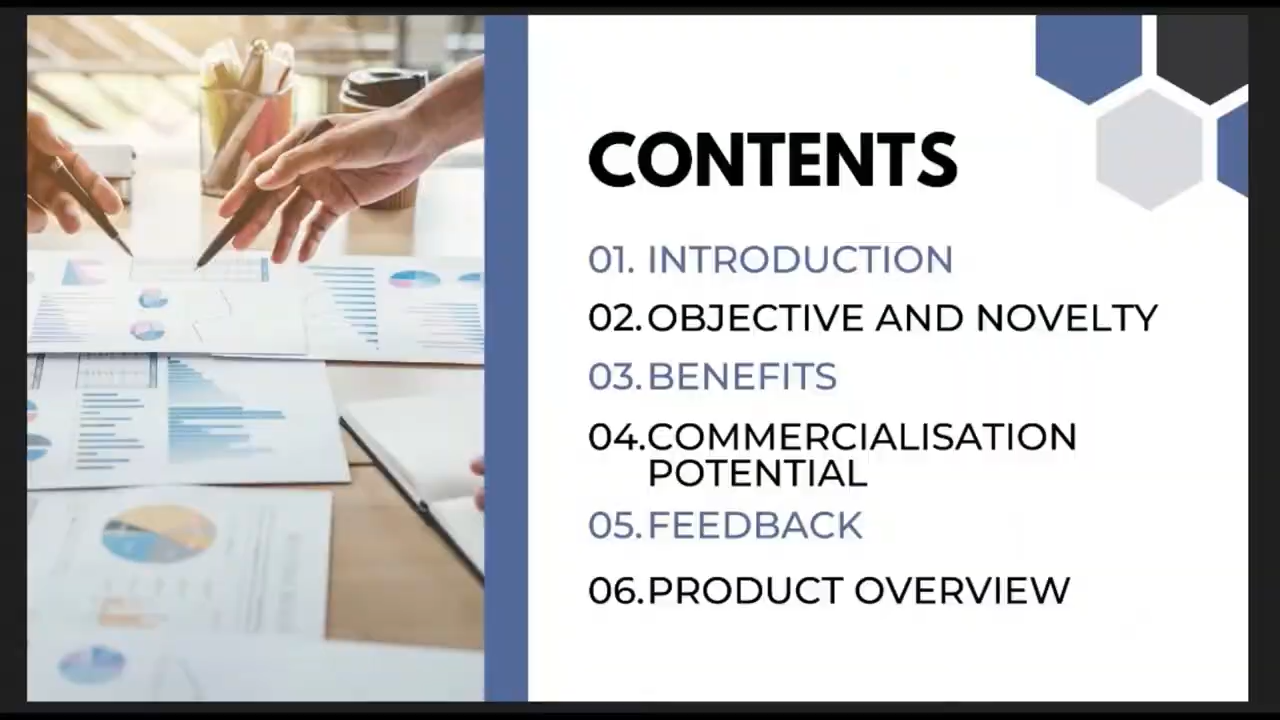 CONTENTS
01. INTRODUCTION
02. OBJECTIVE AND NOVELTY
03. BENEFITS
04. COMMERCIALISATION
POTENTIAL
05. FEEDBACK
06. PRODUCT OVERVIEW